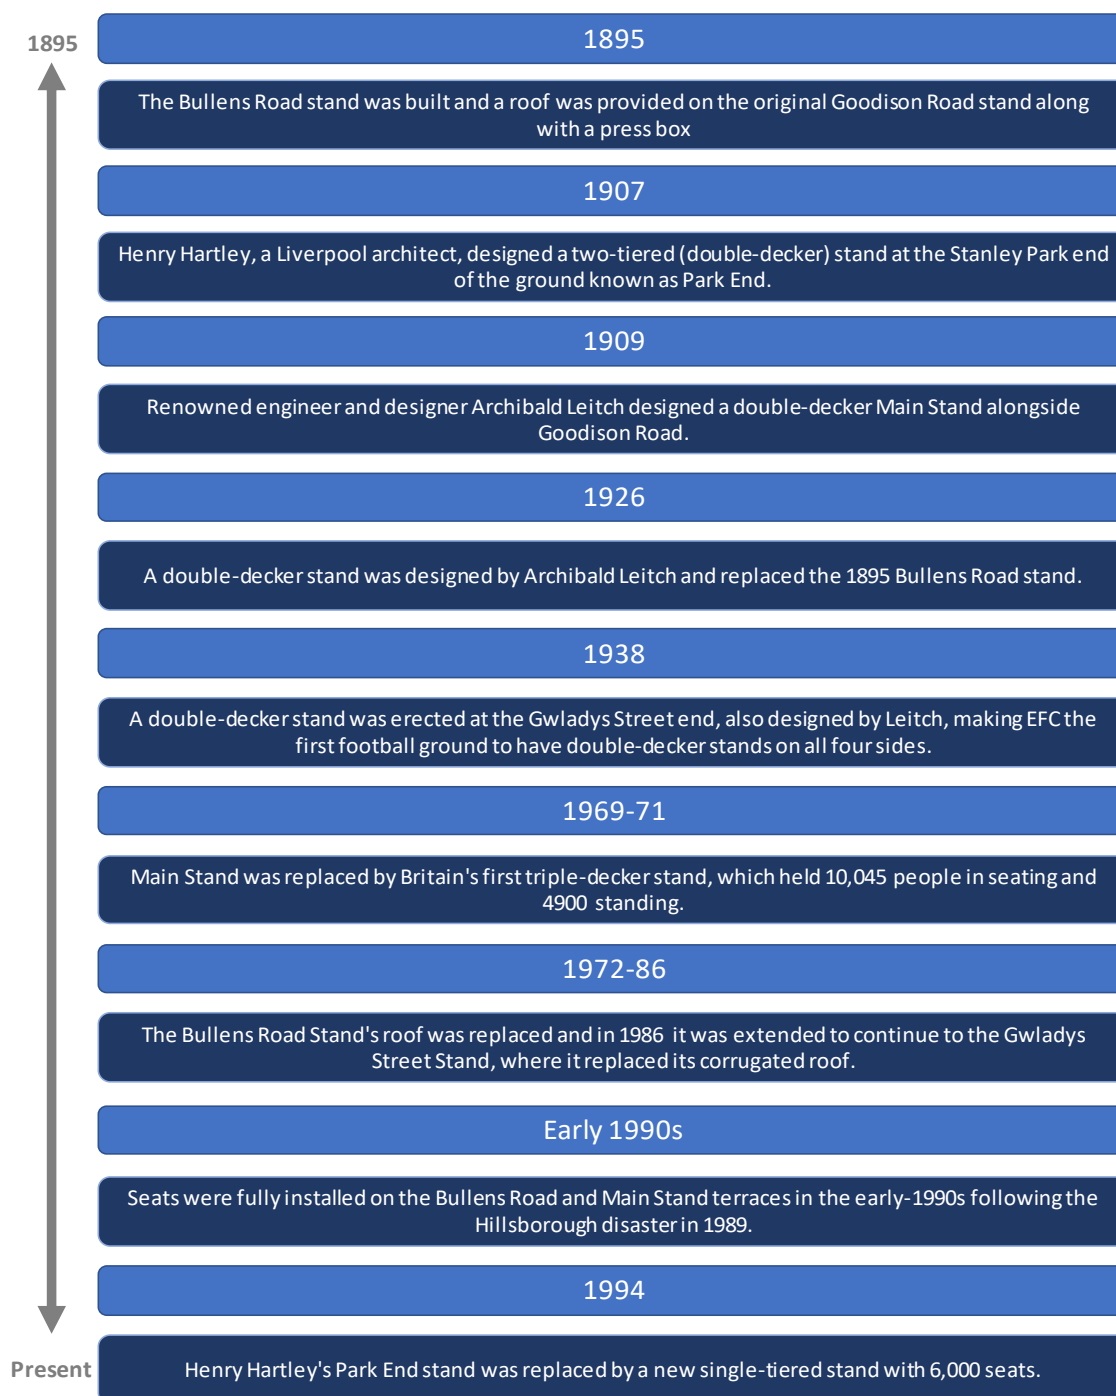 1895
1895
The Bullens Road stand was built and a roof was provided on the original Goodison Road stand along
with a press box
1907
Henry Hartley, a Liverpool architect, designed a two-tiered (double-decker) stand at the Stanley Park end
of the ground known as Park End.
1909
Renowned engineer and designer Archibald Leitch designed a double-decker Main Stand alongside
Goodison Road.
1926
A double-decker stand was designed by Archibald Leitch and replaced the 1895 Bullens Road stand.
1938
A double-decker stand was erected at the Gwladys Street end, also designed by Leitch, making EFC the
first football ground to have double-decker stands on all four sides.
1969-71
Main Stand was replaced by Britain's first triple-decker stand, which held 10,045 people in seating and
4900 standing.
1972-86
The Bullens Road Stand's roof was replaced and in 1986 it was extended to continue to the Gwladys
Street Stand, where it replaced its corrugated roof.
Early 1990s
Seats were fully installed on the Bullens Road and Main Stand terraces in the early-1990s following the
Hillsborough disaster in 1989.
1994
Present
Henry Hartley's Park End stand was replaced by a new single-tiered stand with 6,000 seats.